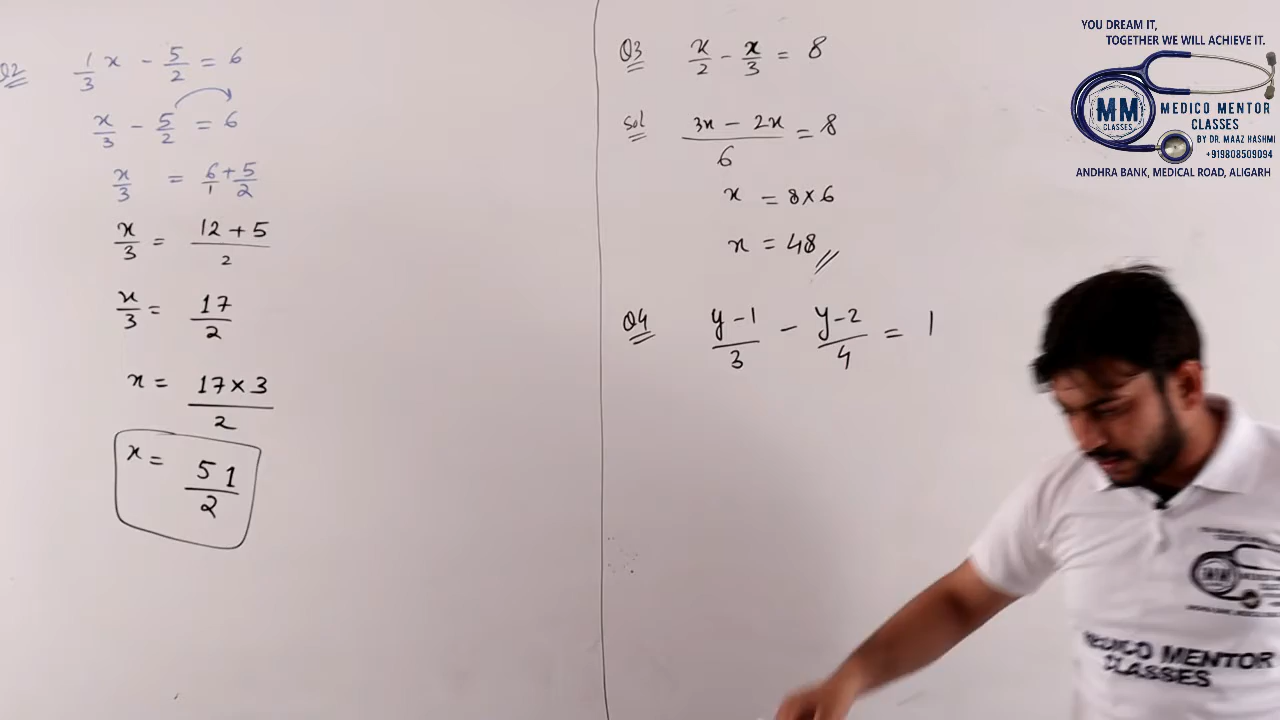 Q2 1/3 x - 5/2 = 6
x/3 - 5/2 = 6
x/3 = 6/1 + 5/2
x/3 = 12 + 5/2
x/3 = 17/2
x = 17 x 3/2
x = 51/2
Q3 x/2 - x/3 = 8
Sol 3x - 2x/6 = 8
x = 8 x 6
x = 48
Q4 y - 1/3 - y - 2/4 = 1
YOU DREAM IT,
TOGETHER WE WILL ACHIEVE IT.
MM
CLASSES
MEDICO MENTOR
CLASSES
BY DR. MAAZ HASHMI
+919808509094
ANDHRA BANK, MEDICAL ROAD, ALIGARH
MM
MEDICO MENTOR
CLASSES